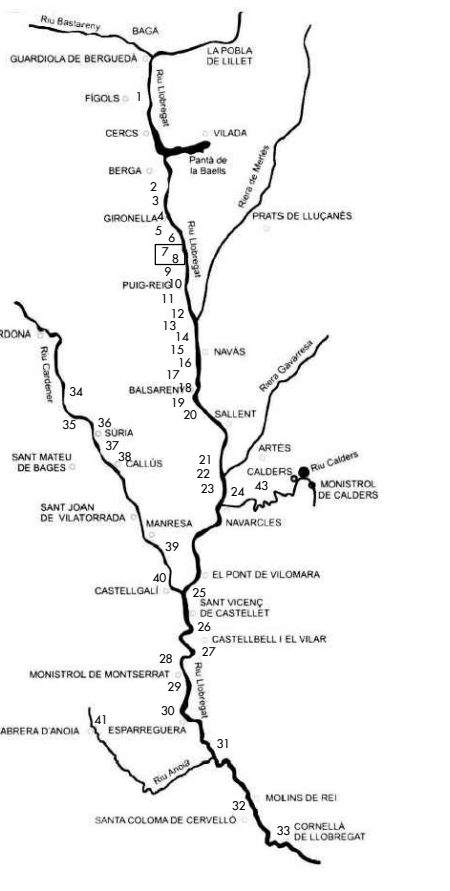 Riu Bastareny
BAGÀ
LA POBLA
DE LILLET
GUARDIOLA DE BERGUEDÀ
Riu Llobregat
FÍGOLS
1
CERCS
VILADA
Pantà de
la Baells
BERGA
Riera de Merlès
2
3
GIRONELLA
4
PRATS DE LLUÇANÈS
5
6
Riu Llobregat
7
8
9
PUIG-REIG
10
11
12
13
14
RDONA
15
NAVÀS
16
Riu Cardener
Riera Gavarresa
17
34
BALSARENY
18
19
20
SALLENT
35
36
SÚRIA
37
ARTÉS
SANT MATEU
DE BAGES
38
CALLÚS
21
22
CALDERS
Riu Calders
23
24
43
MONISTROL
DE CALDERS
SANT JOAN
DE VILATORRADA
MANRESA
NAVARCLES
39
40
EL PONT DE VILOMARA
CASTELLGALÍ
25
SANT VICENÇ
DE CASTELLET
26
CASTELLBELL I EL VILAR
27
28
MONISTROL DE MONTSERRAT
Riu Llobregat
29
30
41
ABRERA D'ANOIA
ESPARREGUERA
31
Riu Anoia
MOLINS DE REI
32
SANTA COLOMA DE CERVELLÓ
33
CORNELLÀ
DE LLOBREGAT